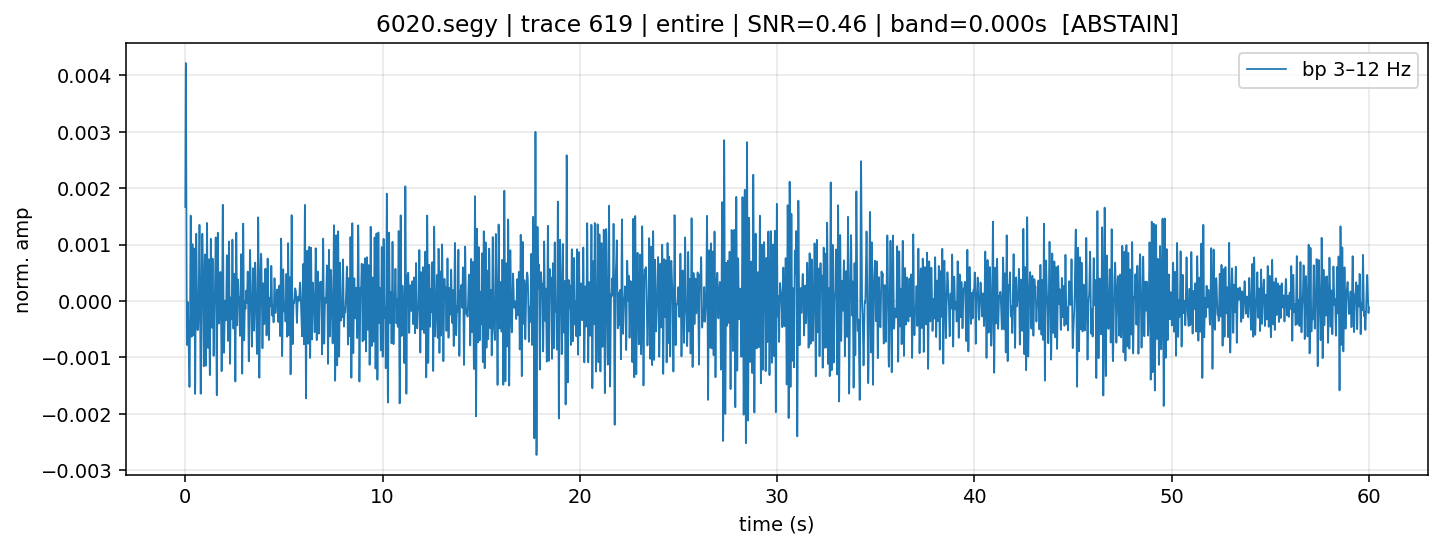 6020.segy | trace 619 | entire | SNR=0.46 | band=0.000s  [ABSTAIN]
bp 3–12 Hz
0.004
0.003
0.002
0.001
0.000
−0.001
−0.002
−0.003
norm. amp
0 10 20 30 40 50 60
time (s)